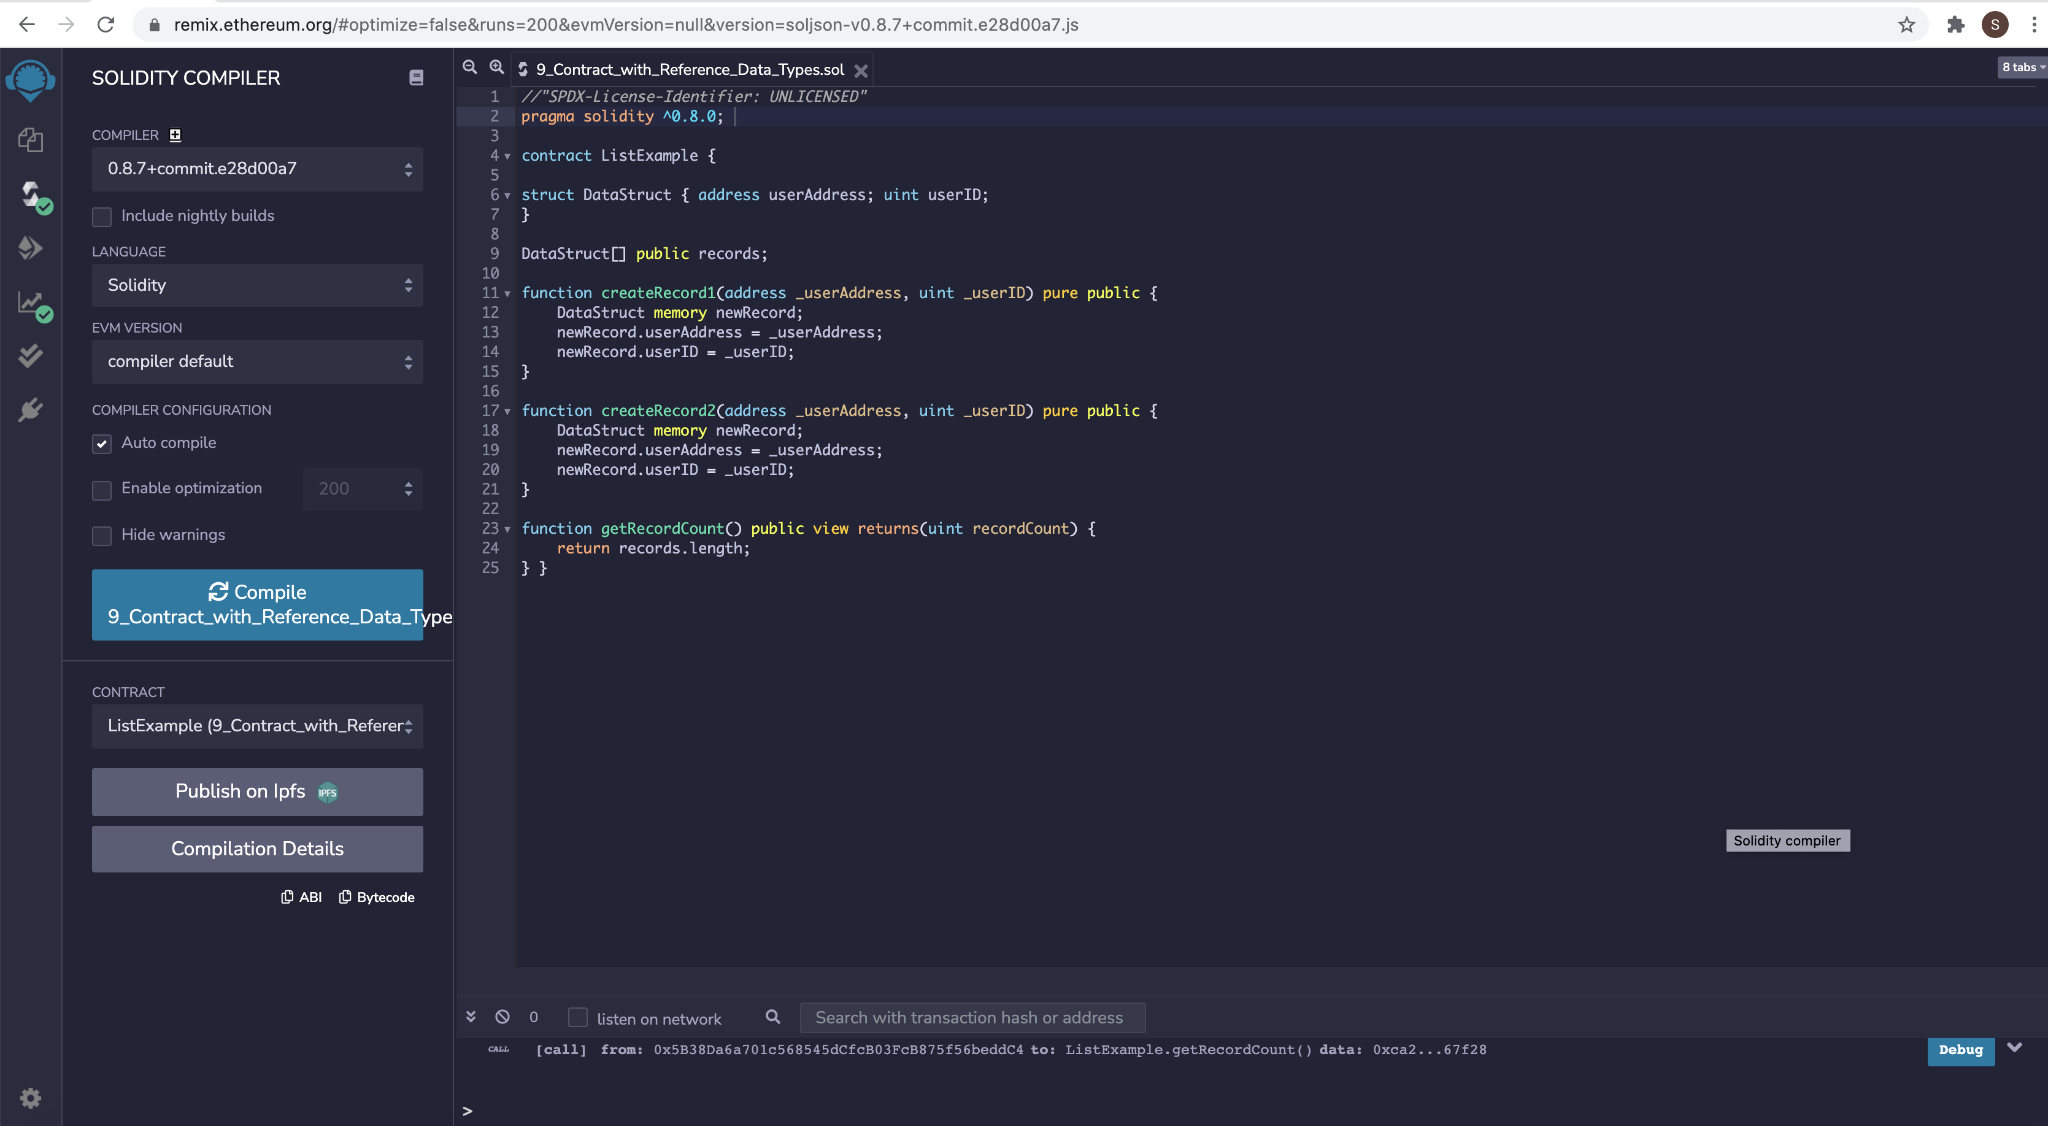 remix.ethereum.org/#optimize=false&runs=200&evmVersion=null&version=soljson-v0.8.7+commit.e28d00a7.js
S
SOLIDITY COMPILER
COMPILER
0.8.7+commit.e28d00a7
Include nightly builds
LANGUAGE
Solidity
EVM VERSION
compiler default
COMPILER CONFIGURATION
Auto compile
Enable optimization
200
Hide warnings
Compile
9_Contract_with_Reference_Data_Type
CONTRACT
ListExample (9_Contract_with_Referer
Publish on Ipfs
IPFS
Compilation Details
ABI Bytecode
9_Contract_with_Reference_Data_Types.sol
8 tabs
1 //"SPDX-License-Identifier: UNLICENSED"
2 pragma solidity ^0.8.0;
3
4 contract ListExample {
5
6 struct DataStruct { address userAddress; uint userID;
7 }
8
9 DataStruct[] public records;
10
11 function createRecord1(address _userAddress, uint _userID) pure public {
12 DataStruct memory newRecord;
13 newRecord.userAddress = _userAddress;
14 newRecord.userID = _userID;
15 }
16
17 function createRecord2(address _userAddress, uint _userID) pure public {
18 DataStruct memory newRecord;
19 newRecord.userAddress = _userAddress;
20 newRecord.userID = _userID;
21 }
22
23 function getRecordCount() public view returns(uint recordCount) {
24 return records.length;
25 } }
Solidity compiler
0
listen on network
Search with transaction hash or address
CALL [call] from: 0x5B38Da6a701c568545dCfcB03FcB875f56beddC4 to: ListExample.getRecordCount() data: 0xca2...67f28
Debug
>